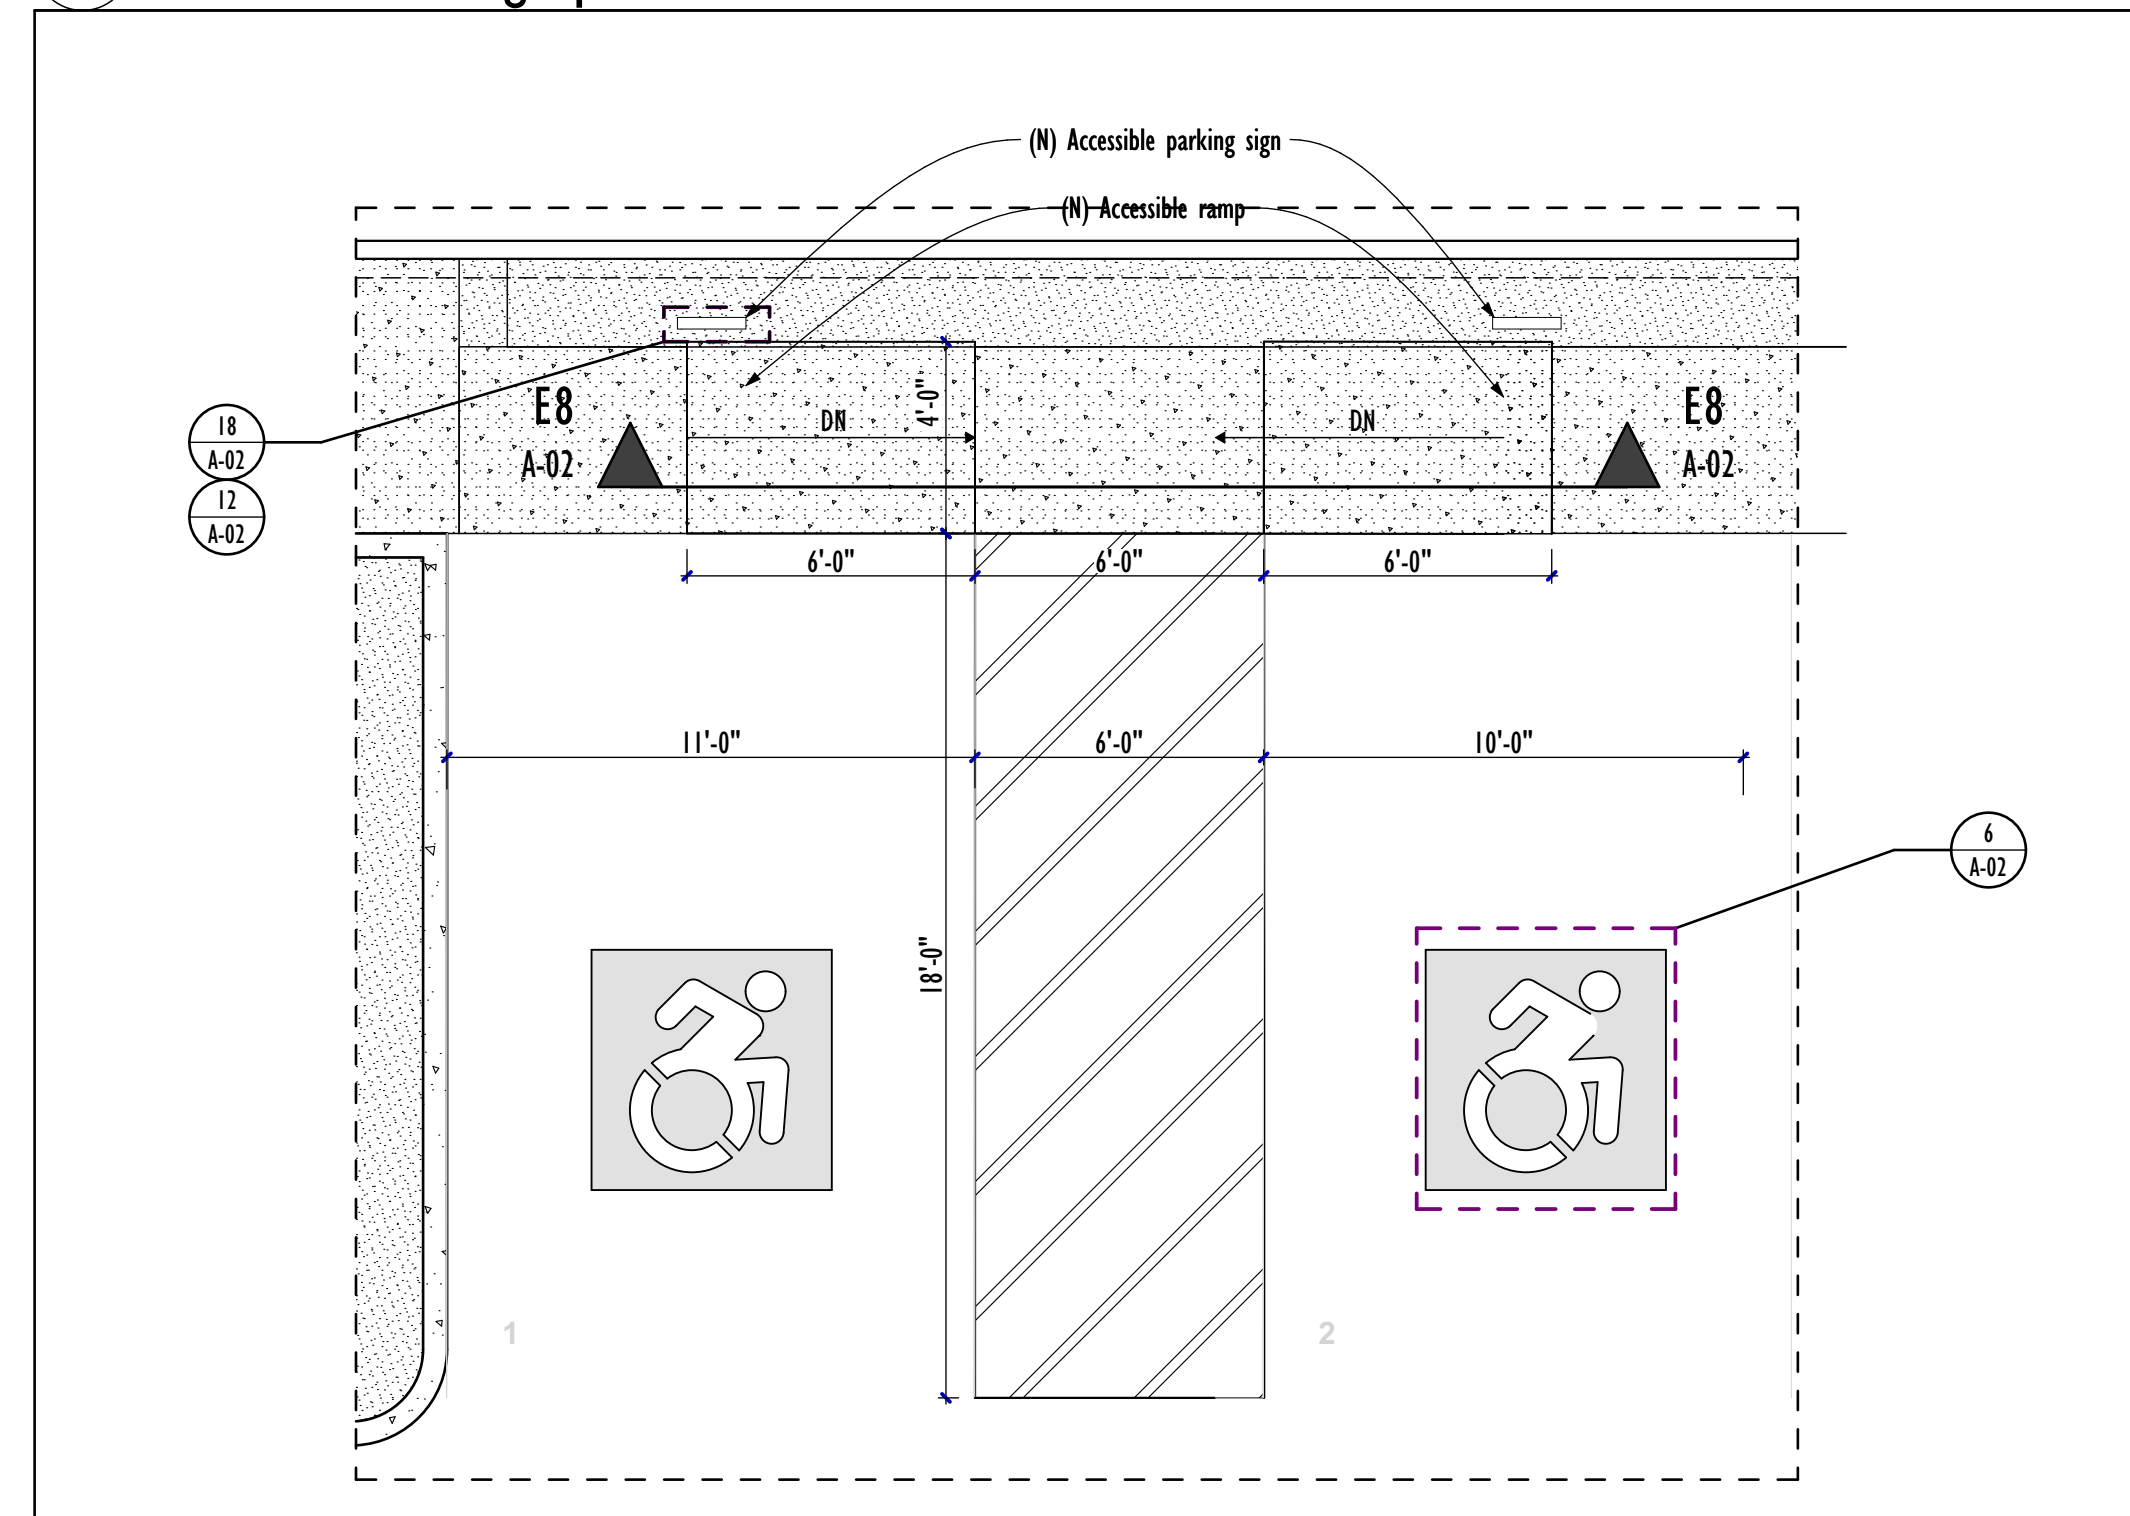 (N) Accessible parking sign
(N) Accessible ramp
18
A-02
12
A-02
E8
A-02
DN
4'-0"
DN
E8
A-02
6'-0"
6'-0"
6'-0"
11'-0"
6'-0"
10'-0"
6
A-02
18'-0"
1
2